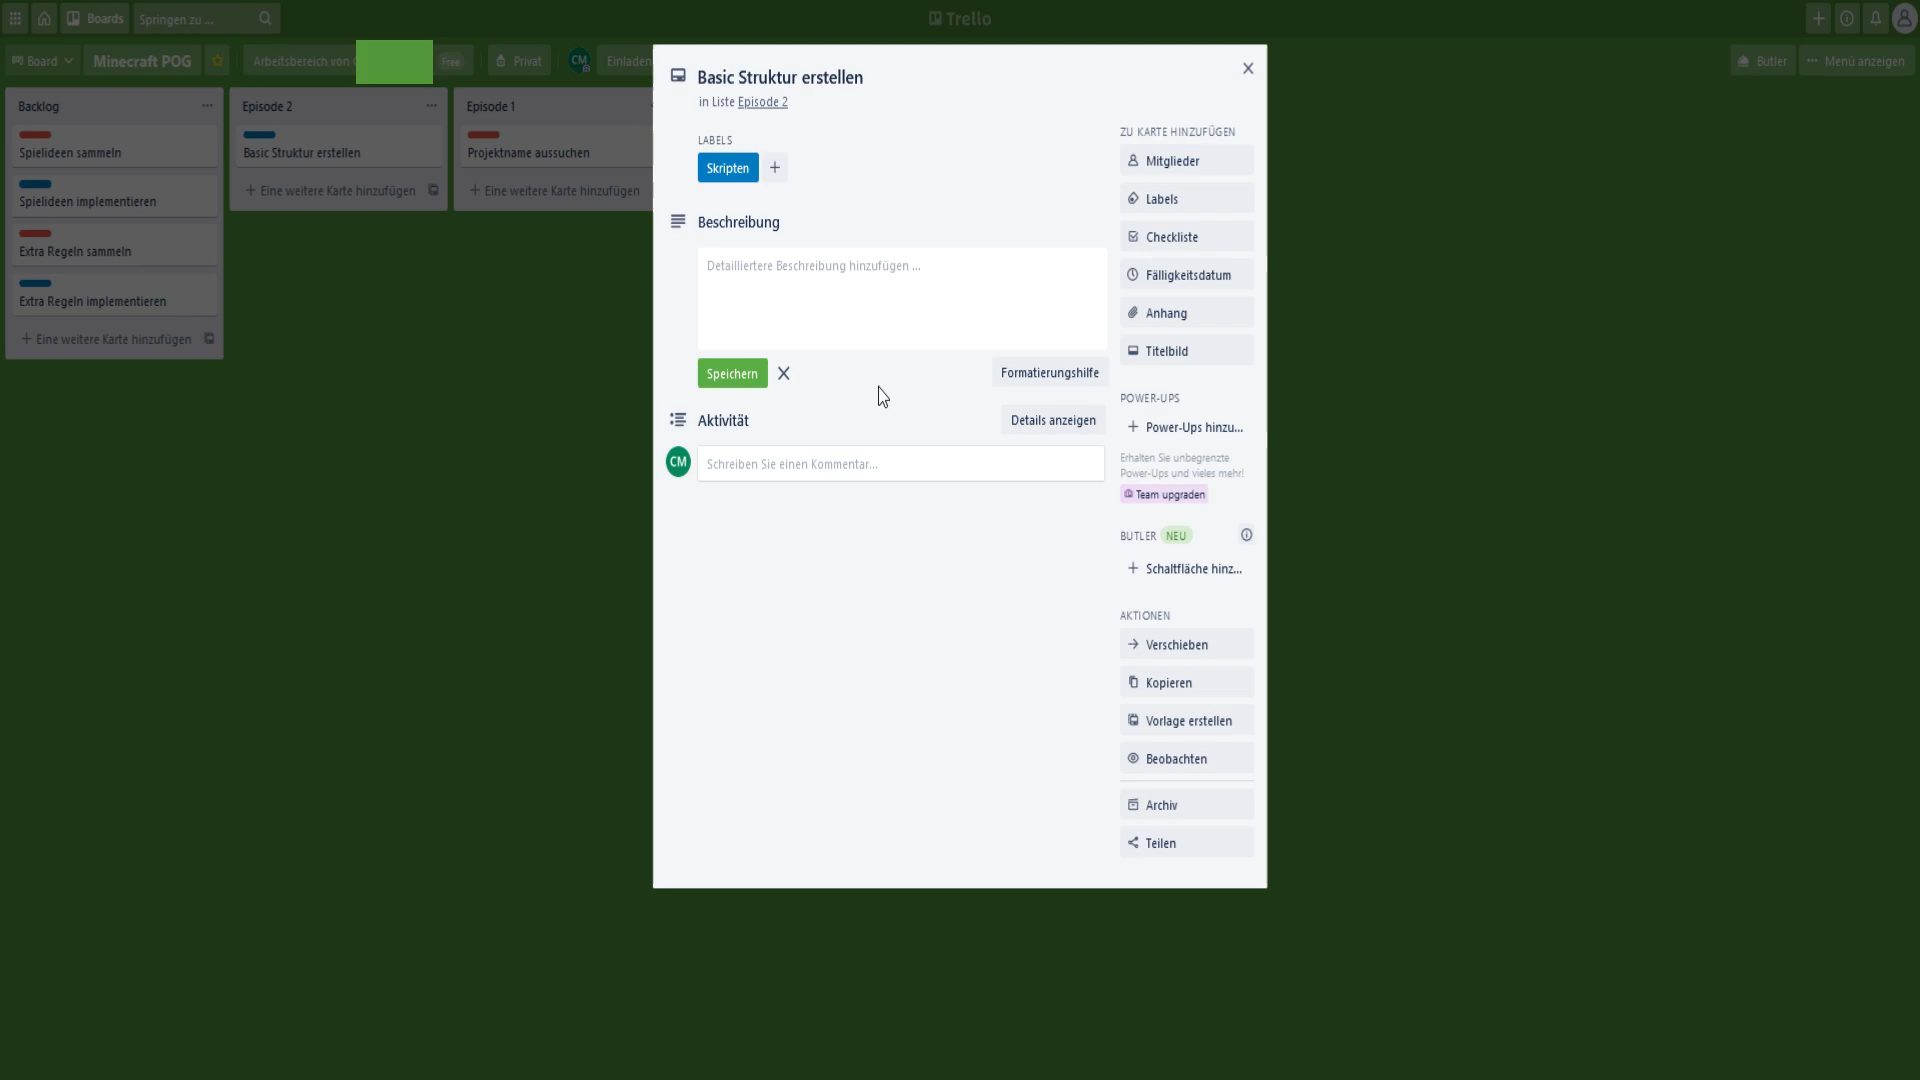 Boards
Springen zu ...
Trello
Board
Minecraft POG
Arbeitsbereich von
Free
Privat
CM
Einladen
Butler
Menü anzeigen
Backlog
Spielideen sammeln
Spielideen implementieren
Extra Regeln sammeln
Extra Regeln implementieren
Eine weitere Karte hinzufügen
Episode 2
Basic Struktur erstellen
Eine weitere Karte hinzufügen
Episode 1
Projektname aussuchen
Eine weitere Karte hinzufügen
Basic Struktur erstellen
in Liste Episode 2
LABELS
Skripten
Beschreibung
Detailliertere Beschreibung hinzufügen ...
Speichern
Formatierungshilfe
Aktivität
Details anzeigen
CM
Schreiben Sie einen Kommentar...
ZU KARTE HINZUFÜGEN
Mitglieder
Labels
Checkliste
Fälligkeitsdatum
Anhang
Titelbild
POWER-UPS
Power-Ups hinzu...
Erhalten Sie unbegrenzte
Power-Ups und vieles mehr!
Team upgraden
BUTLER NEU
Schaltfläche hinz...
AKTIONEN
Verschieben
Kopieren
Vorlage erstellen
Beobachten
Archiv
Teilen